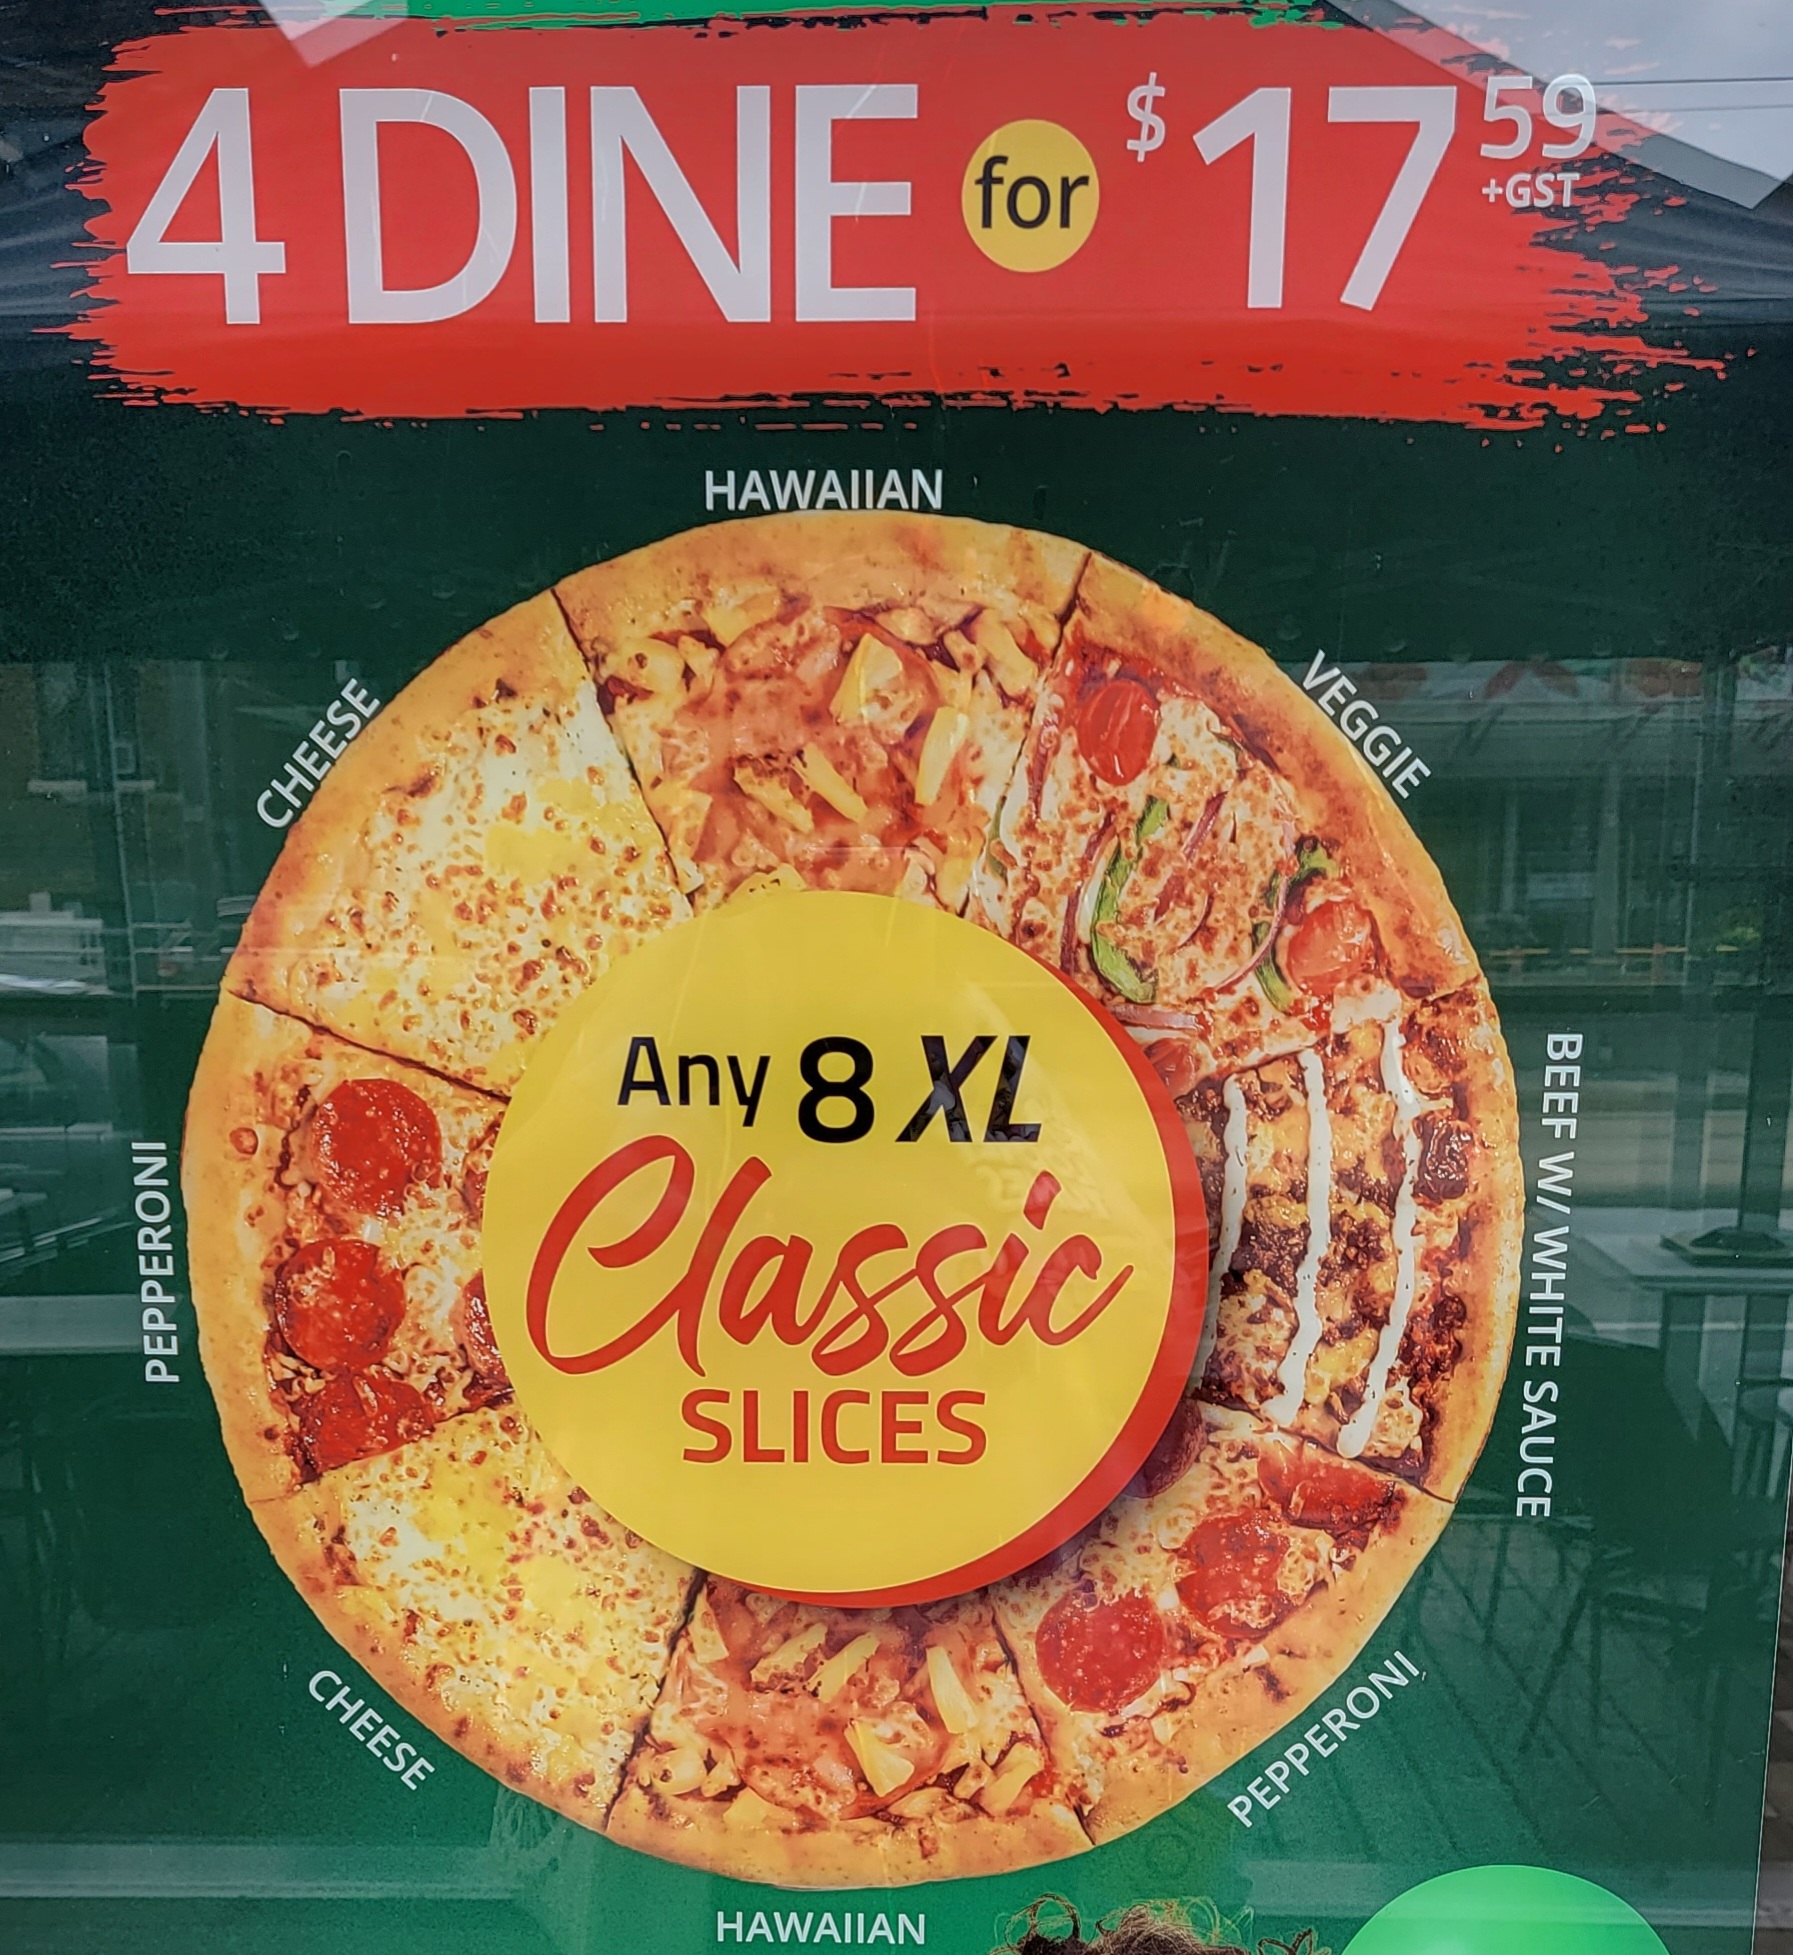 4 DINE for $17 59
+GST
HAWAIIAN
CHEESE
VEGGIE
PEPPERONI
BEEF W/ WHITE SAUCE
Any 8 XL
Classic
SLICES
CHEESE
PEPPERONI
HAWAIIAN